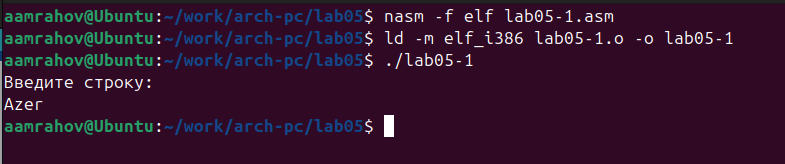 aamrahov@Ubuntu:~/work/arch-pc/lab05$ nasm -f elf lab05-1.asm
aamrahov@Ubuntu:~/work/arch-pc/lab05$ ld -m elf_i386 lab05-1.o -o lab05-1
aamrahov@Ubuntu:~/work/arch-pc/lab05$ ./lab05-1
Введите строку:
Azer
aamrahov@Ubuntu:~/work/arch-pc/lab05$